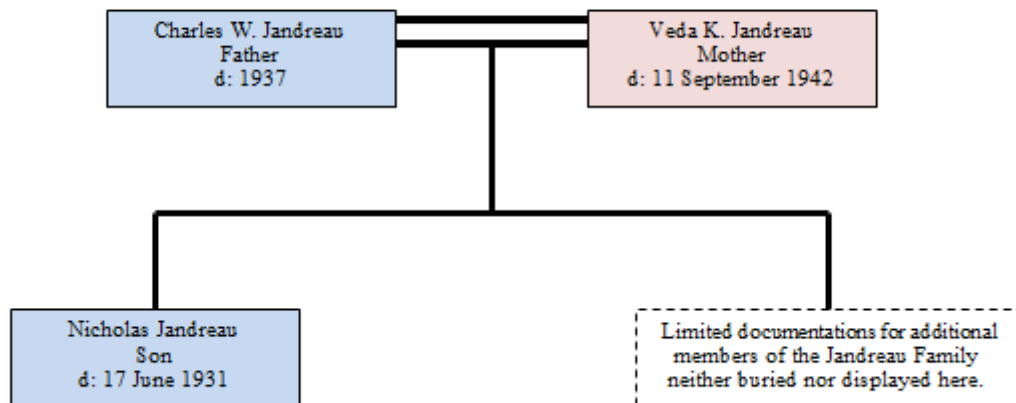 Charles W. Jandreau
Father
d: 1937
Veda K. Jandreau
Mother
d: 11 September 1942
Nicholas Jandreau
Son
d: 17 June 1931
Limited documentations for additional
members of the Jandreau Family
neither buried nor displayed here.